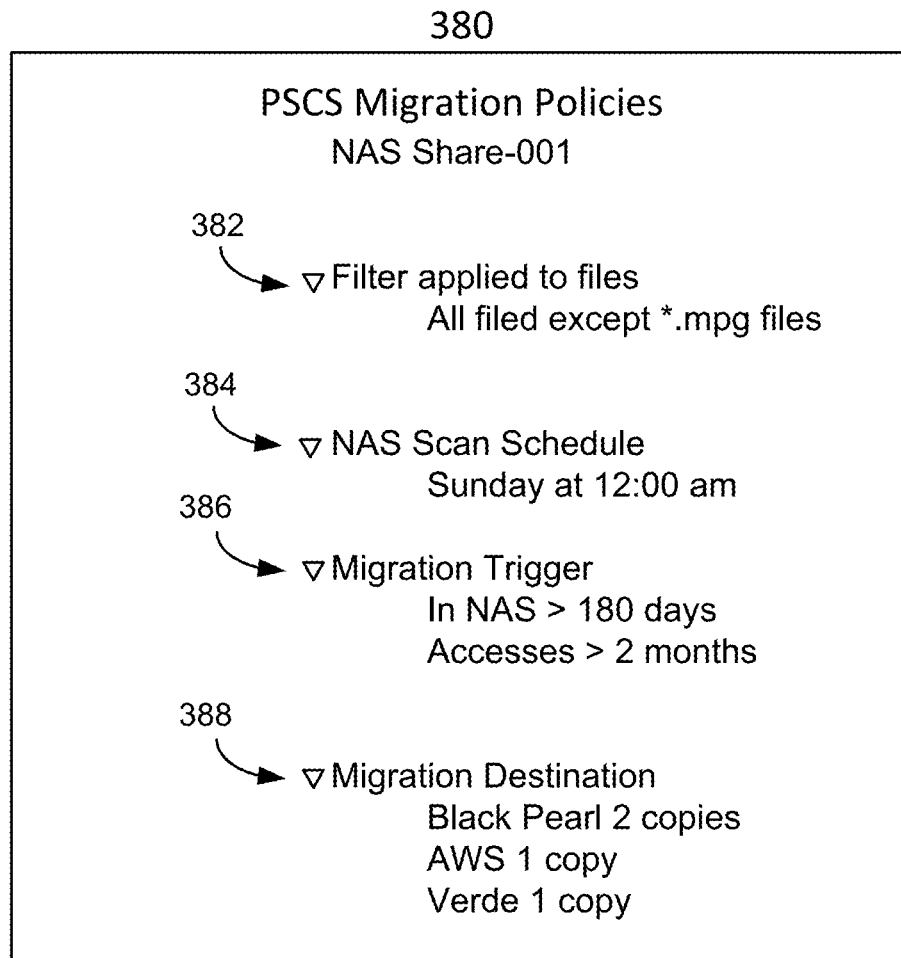 380
PSCS Migration Policies
NAS Share-001
382
▽ Filter applied to files
All filed except *.mpg files
384
▽ NAS Scan Schedule
Sunday at 12:00 am
386
▽ Migration Trigger
In NAS > 180 days
Accesses > 2 months
388
▽ Migration Destination
Black Pearl 2 copies
AWS 1 copy
Verde 1 copy